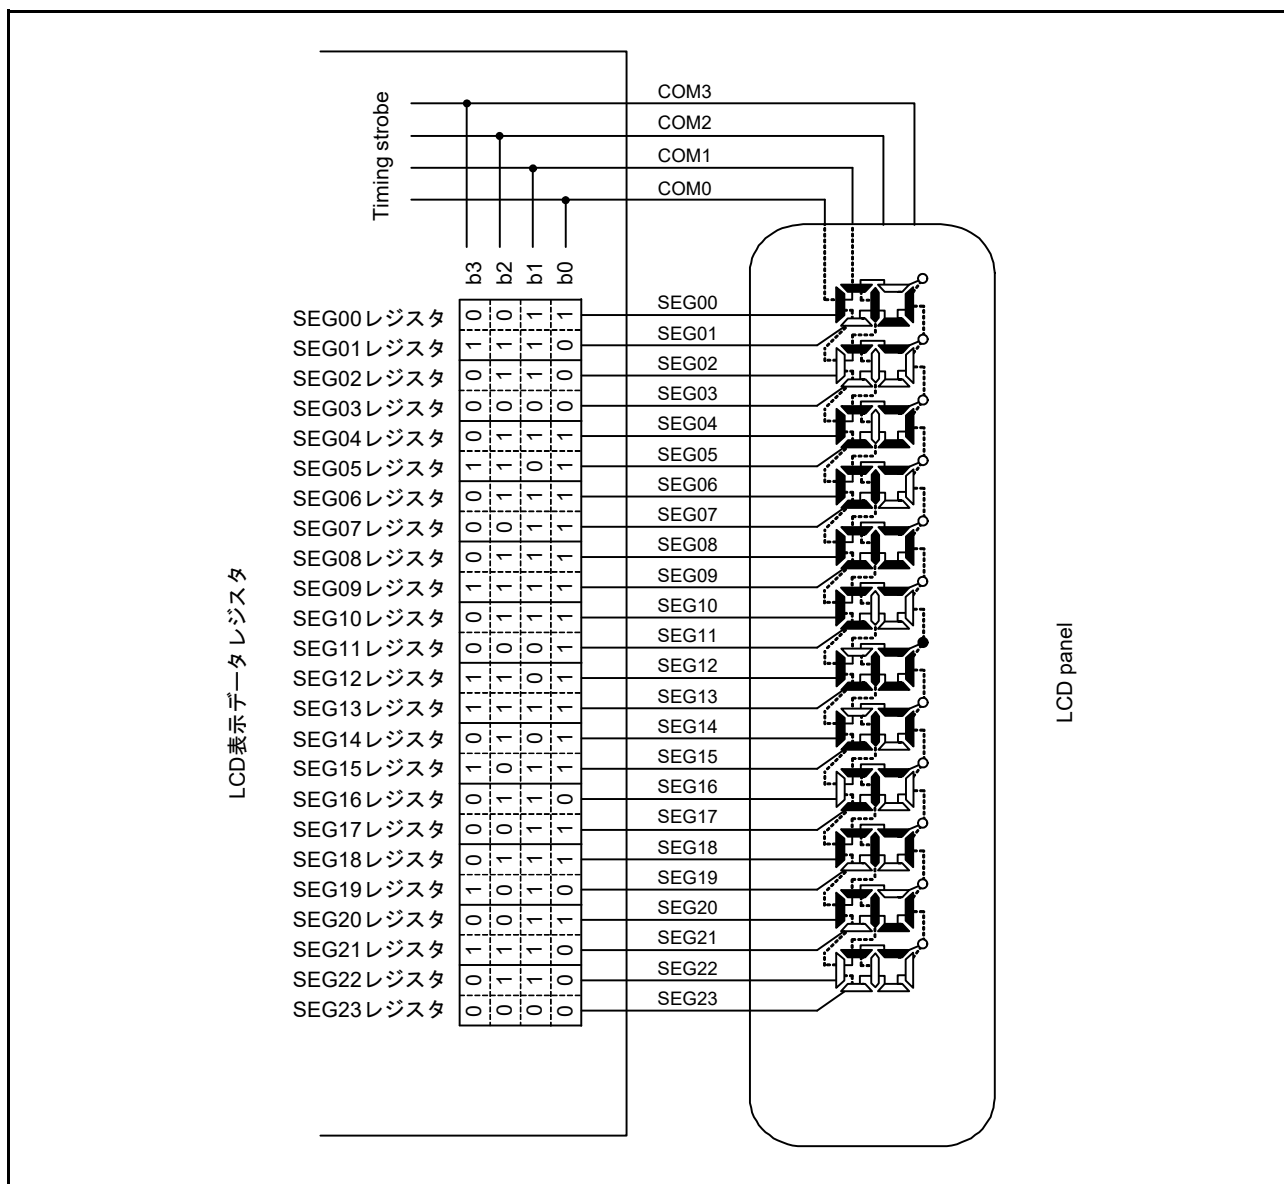 Timing strobe
COM3
COM2
COM1
COM0
b3 b2 b1 b0
SEG00レジスタ 0 0 1 1 SEG00
SEG01レジスタ 1 1 1 0 SEG01
SEG02レジスタ 0 1 1 0 SEG02
SEG03レジスタ 0 0 0 0 SEG03
SEG04レジスタ 0 1 1 1 SEG04
SEG05レジスタ 1 1 0 1 SEG05
SEG06レジスタ 0 1 1 1 SEG06
SEG07レジスタ 0 0 1 1 SEG07
SEG08レジスタ 0 1 1 1 SEG08
SEG09レジスタ 1 1 1 1 SEG09
SEG10レジスタ 0 1 1 1 SEG10
SEG11レジスタ 0 0 0 1 SEG11
SEG12レジスタ 1 1 0 1 SEG12
SEG13レジスタ 1 1 1 1 SEG13
SEG14レジスタ 0 1 0 1 SEG14
SEG15レジスタ 1 0 1 1 SEG15
SEG16レジスタ 0 1 1 0 SEG16
SEG17レジスタ 0 0 1 1 SEG17
SEG18レジスタ 0 1 1 1 SEG18
SEG19レジスタ 1 0 1 0 SEG19
SEG20レジスタ 0 0 1 1 SEG20
SEG21レジスタ 1 1 1 0 SEG21
SEG22レジスタ 0 1 1 0 SEG22
SEG23レジスタ 0 0 0 0 SEG23
LCD表示データレジスタ
LCD panel